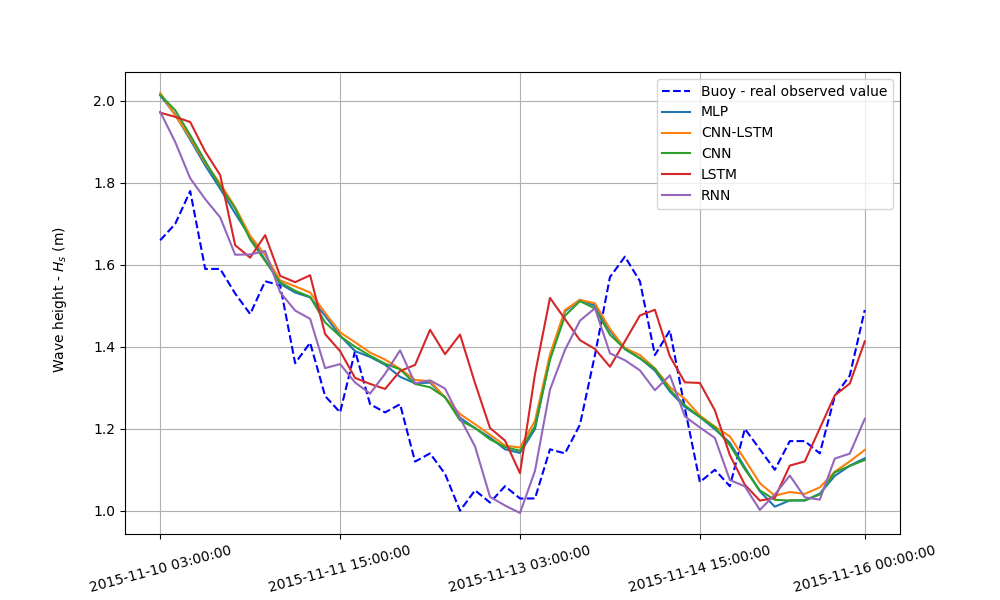 Buoy - real observed value
MLP
CNN-LSTM
CNN
LSTM
RNN
Wave height - Hs (m)
2.0
1.8
1.6
1.4
1.2
1.0
2015-11-10 03:00:00
2015-11-11 15:00:00
2015-11-13 03:00:00
2015-11-14 15:00:00
2015-11-16 00:00:00